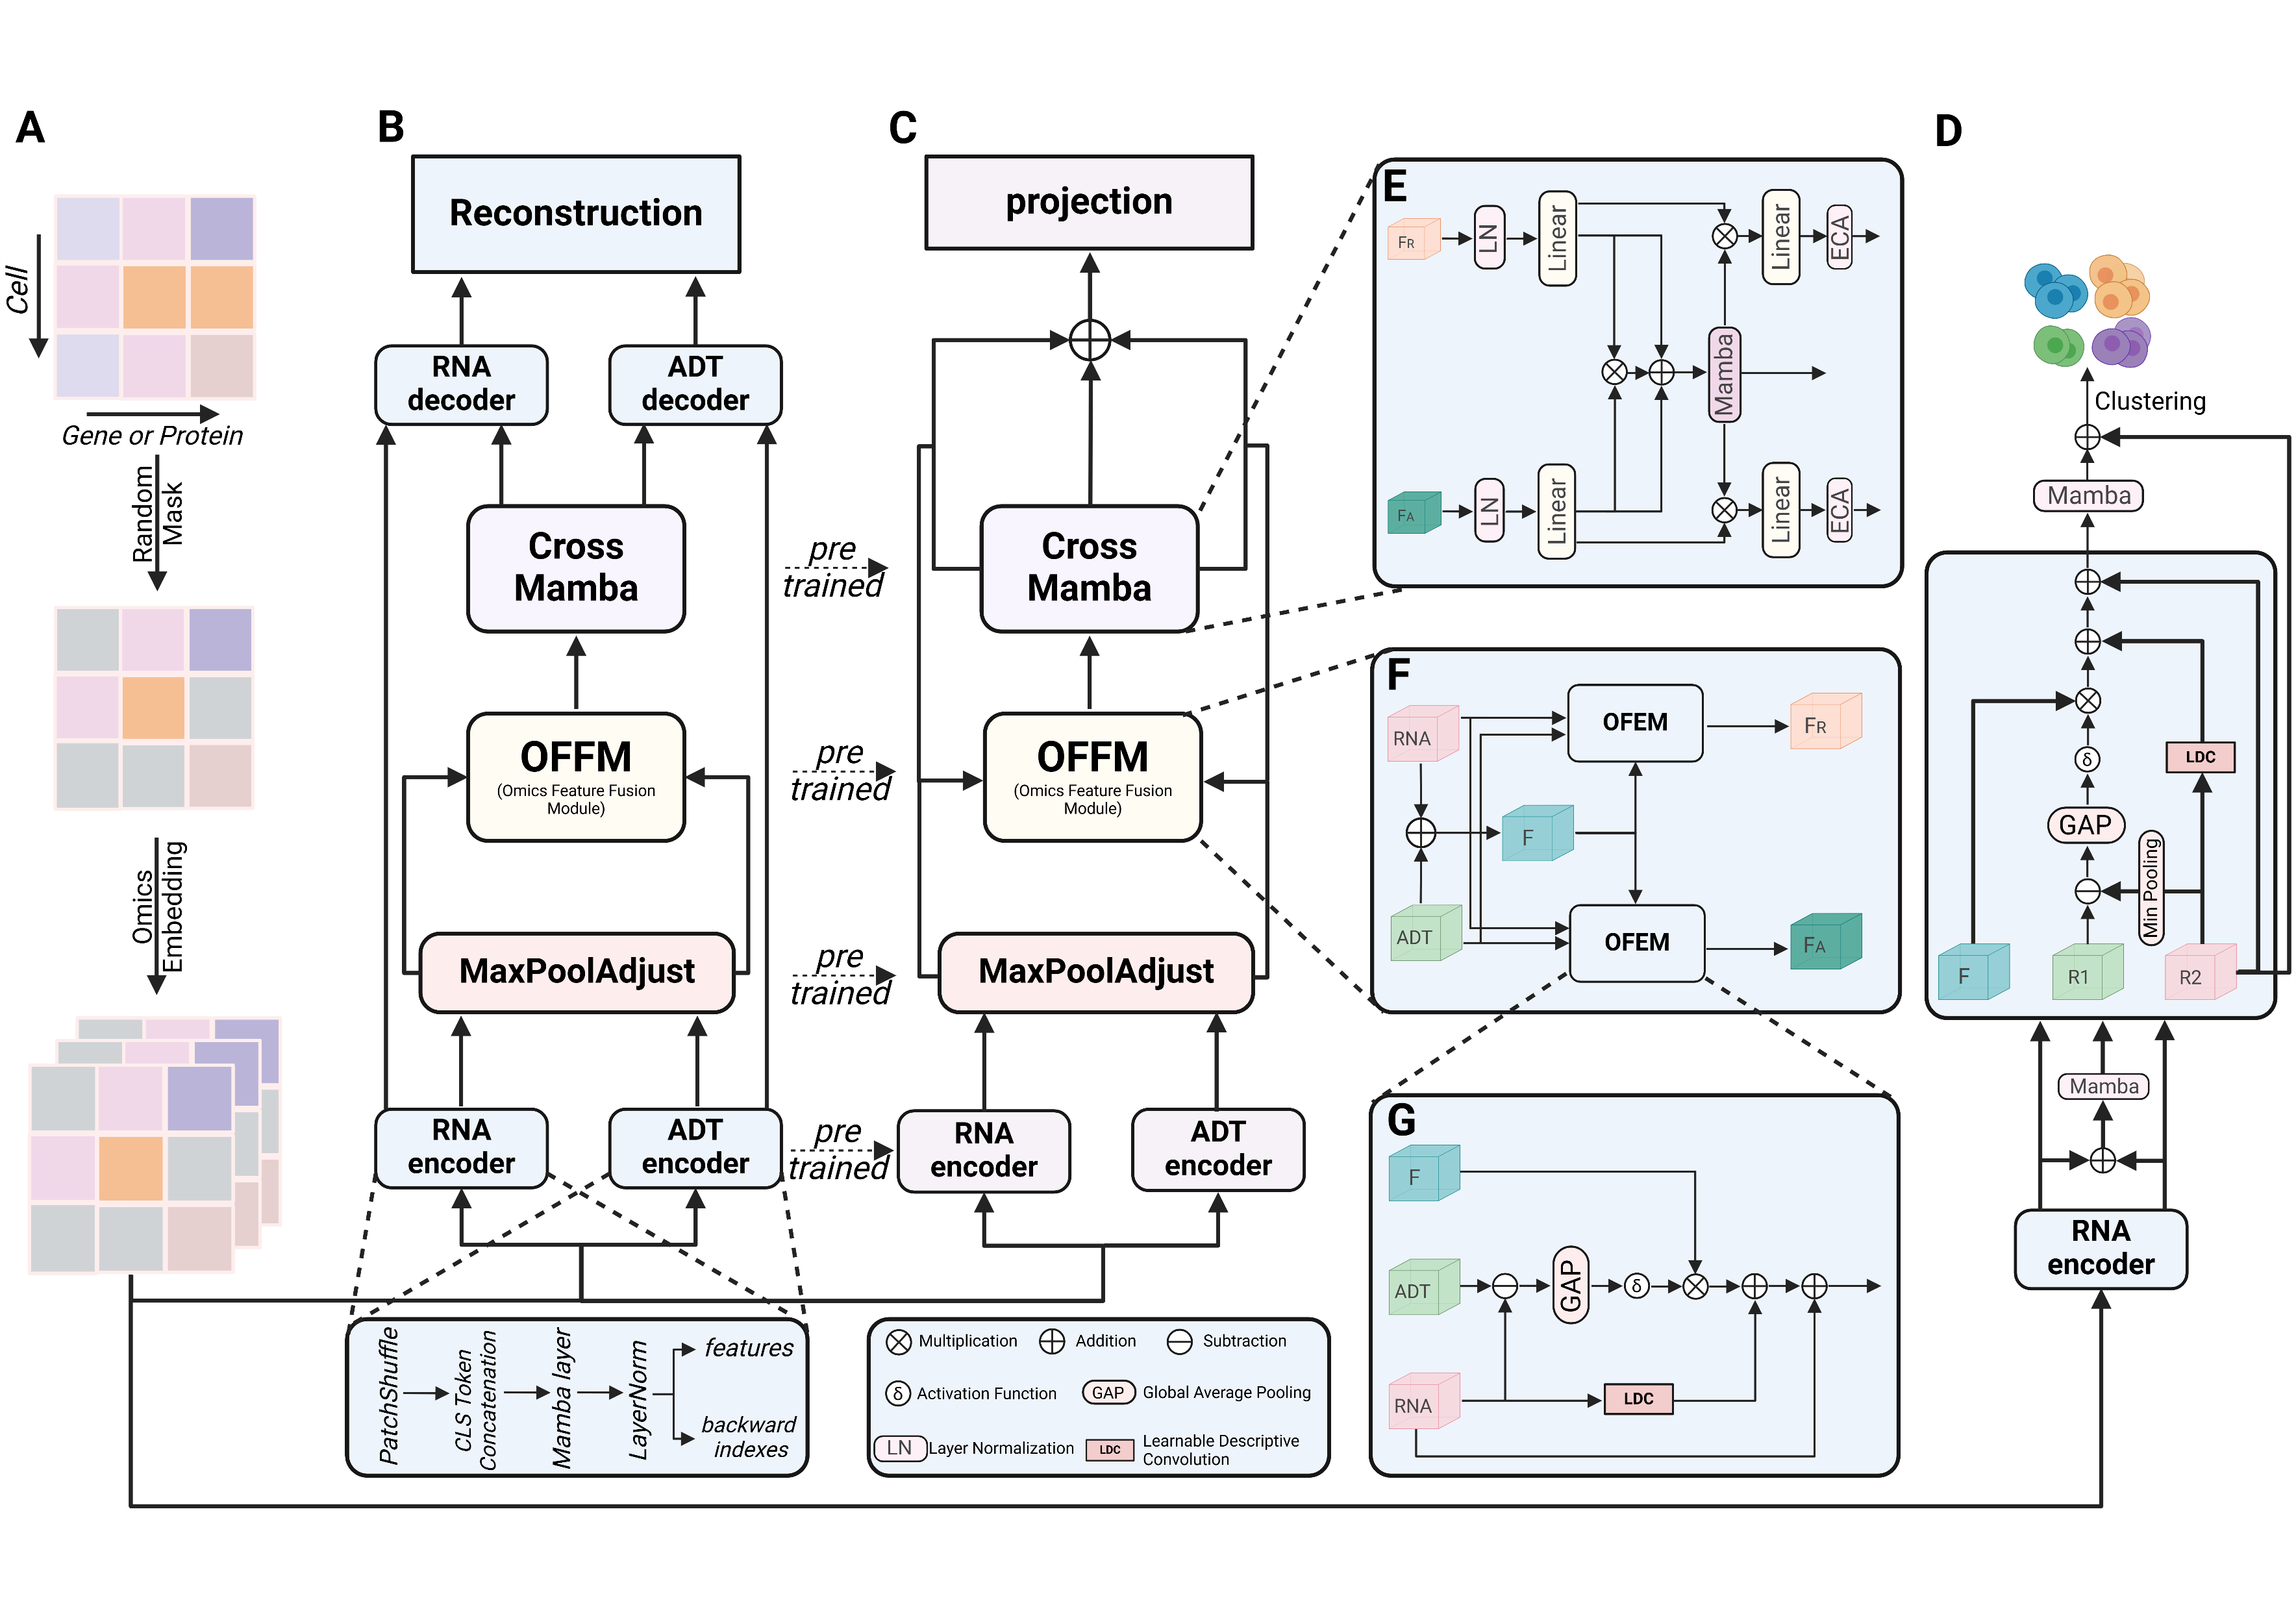 A
Cell
Gene or Protein
Random
Mask
Omics
Embedding
B
Reconstruction
RNA
decoder
ADT
decoder
Cross
Mamba
OFFM
(Omics Feature Fusion
Module)
MaxPoolAdjust
RNA
encoder
ADT
encoder
PatchShuffle
CLS Token
Concatenation
Mamba layer
LayerNorm
features
backward
indexes
pre
trained
pre
trained
pre
trained
pre
trained
C
projection
Cross
Mamba
OFFM
(Omics Feature Fusion
Module)
MaxPoolAdjust
RNA
encoder
ADT
encoder
Multiplication
Addition
Subtraction
δ
Activation Function
GAP
Global Average Pooling
LN
Layer Normalization
LDC
Learnable Descriptive
Convolution
E
FR
LN
Linear
Linear
ECA
Mamba
FA
LN
Linear
Linear
ECA
F
RNA
OFEM
FR
F
ADT
OFEM
FA
G
F
ADT
GAP
δ
RNA
LDC
D
Clustering
Mamba
δ
LDC
GAP
Min Pooling
F
R1
R2
Mamba
RNA
encoder